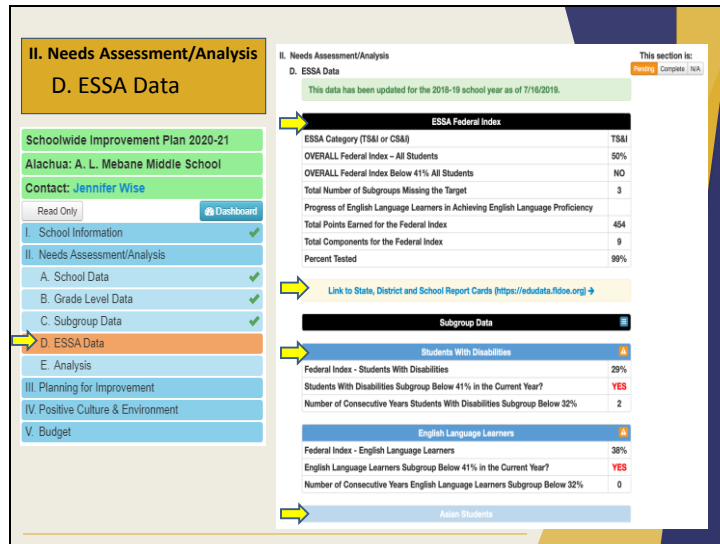 II. Needs Assessment/Analysis
D. ESSA Data
Schoolwide Improvement Plan 2020-21
Alachua: A. L. Mebane Middle School
Contact: Jennifer Wise
Read Only
Dashboard
I. School Information
II. Needs Assessment/Analysis
A. School Data
B. Grade Level Data
C. Subgroup Data
D. ESSA Data
E. Analysis
III. Planning for Improvement
IV. Positive Culture & Environment
V. Budget
II. Needs Assessment/Analysis
This section is:
Pending Complete N/A
D. ESSA Data
This data has been updated for the 2018-19 school year as of 7/16/2019.
ESSA Federal Index
ESSA Category (TS&I or CS&I) TS&I
OVERALL Federal Index – All Students 50%
OVERALL Federal Index Below 41% All Students NO
Total Number of Subgroups Missing the Target 3
Progress of English Language Learners in Achieving English Language Proficiency
Total Points Earned for the Federal Index 454
Total Components for the Federal Index 9
Percent Tested 99%
Link to State, District and School Report Cards (https://edudata.fldoe.org) →
Subgroup Data
Students With Disabilities
Federal Index - Students With Disabilities 29%
Students With Disabilities Subgroup Below 41% in the Current Year? YES
Number of Consecutive Years Students With Disabilities Subgroup Below 32% 2
English Language Learners
Federal Index - English Language Learners 38%
English Language Learners Subgroup Below 41% in the Current Year? YES
Number of Consecutive Years English Language Learners Subgroup Below 32% 0
Asian Students